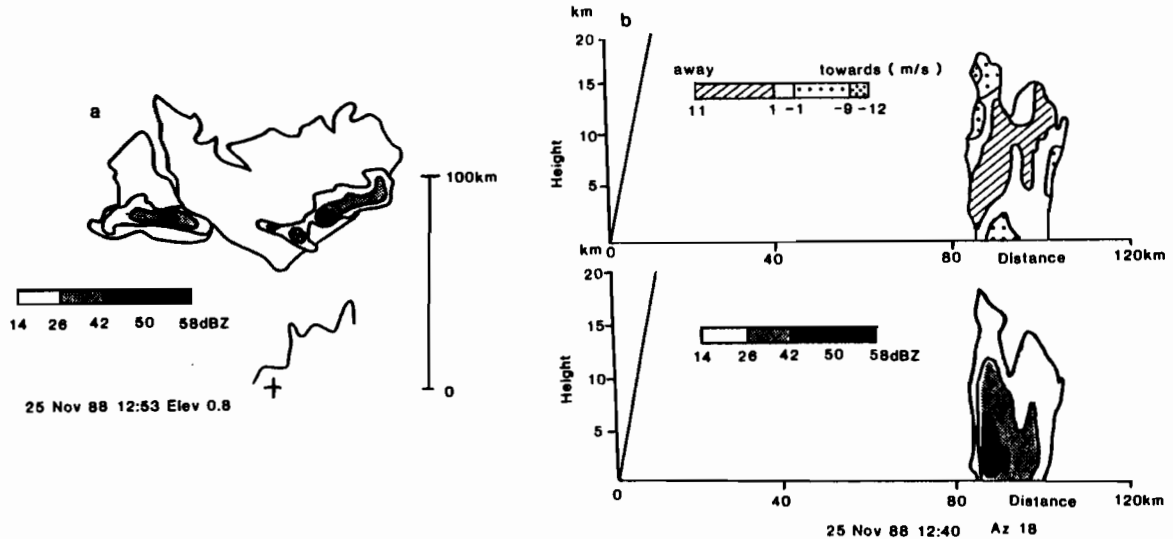 a
100km
0
14 26 42 50 58dBZ
25 Nov 88 12:53 Elev 0.8
b
km
20
15
10
5
Height
away towards ( m/s )
11 1 -1 -9 -12
0 40 80 Distance 120km
km
20
15
10
5
Height
14 26 42 50 58dBZ
0 40 80 Distance 120km
25 Nov 88 12:40 Az 18